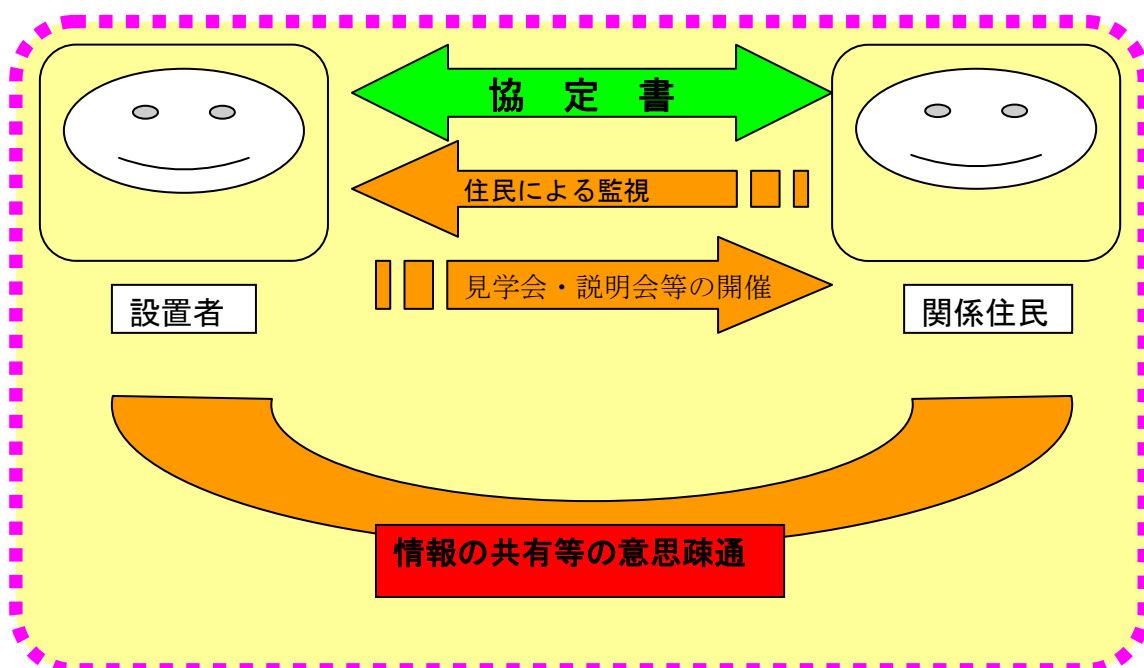 協　定　書
住民による監視
見学会・説明会等の開催
設置者
関係住民
情報の共有等の意思疎通